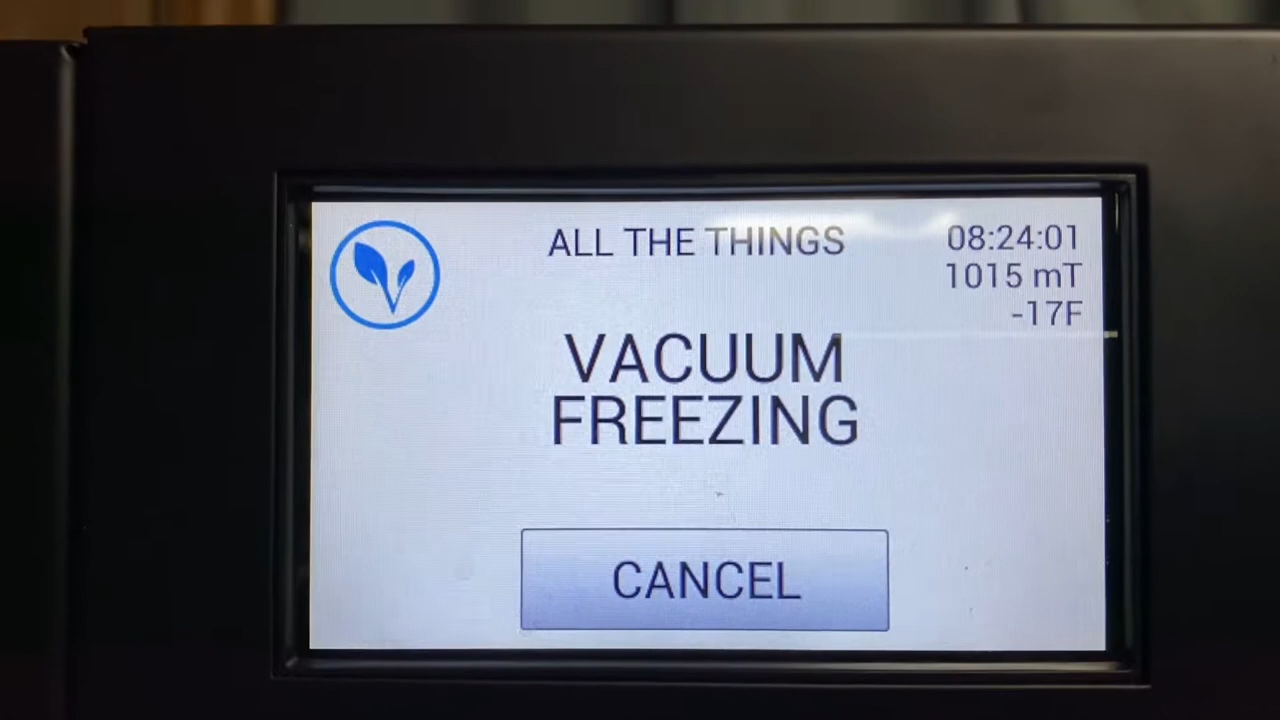 ALL THE THINGS
08:24:01
1015 mT
-17F
VACUUM
FREEZING
CANCEL